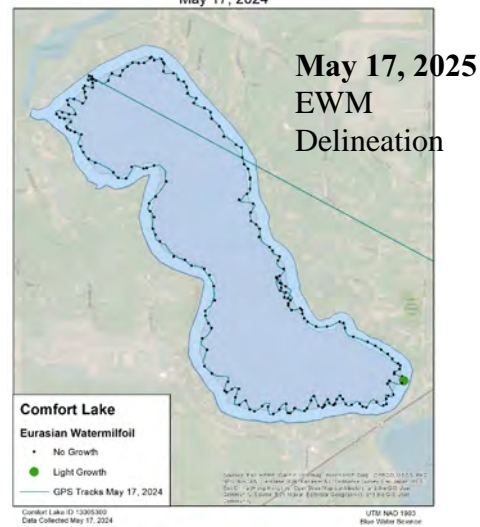 May 17, 2024
May 17, 2025
EWM
Delineation
Comfort Lake
Eurasian Watermilfoil
No Growth
Light Growth
GPS Tracks May 17, 2024
Comfort Lake ID 13005300
Data Collected May 17, 2024
UTM NAD 1983
Blue Water Science